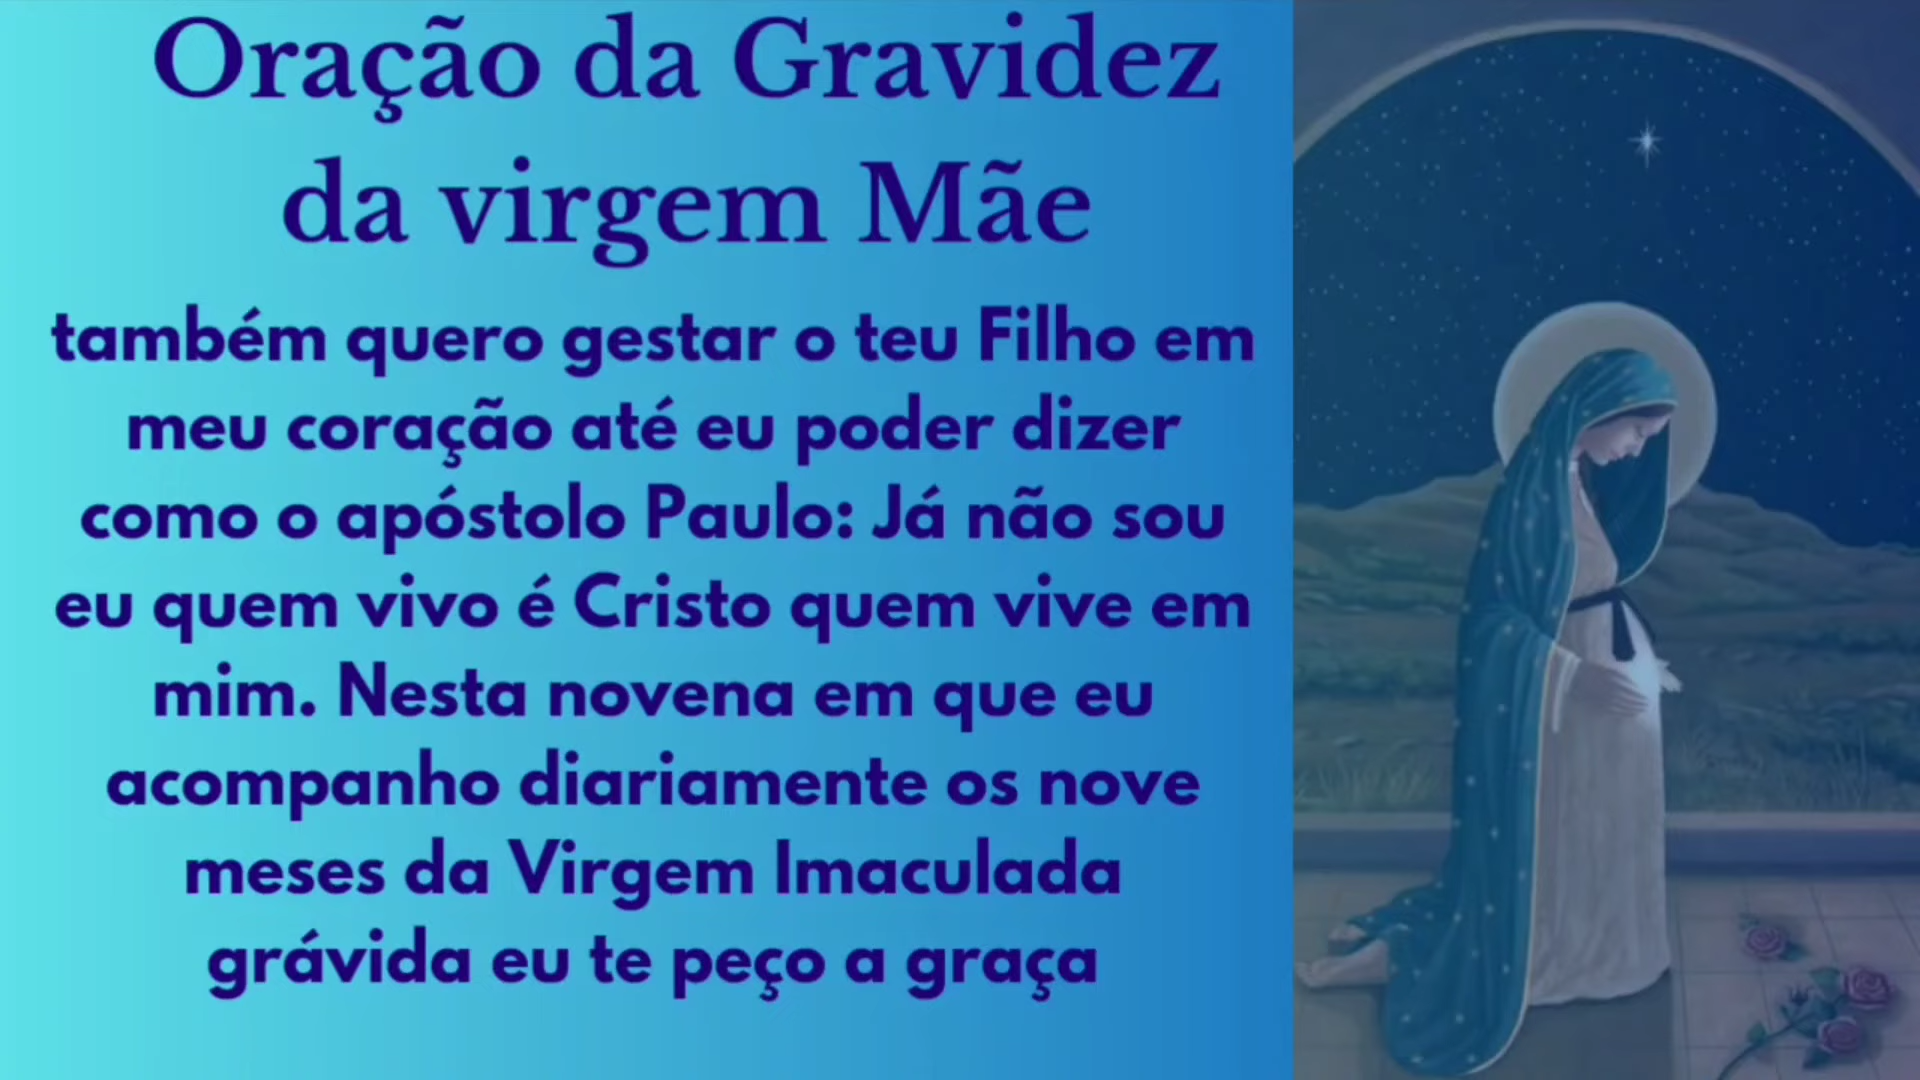 Oração da Gravidez
da virgem Mãe
também quero gestar o teu Filho em
meu coração até eu poder dizer
como o apóstolo Paulo: Já não sou
eu quem vivo é Cristo quem vive em
mim. Nesta novena em que eu
acompanho diariamente os nove
meses da Virgem Imaculada
grávida eu te peço a graça